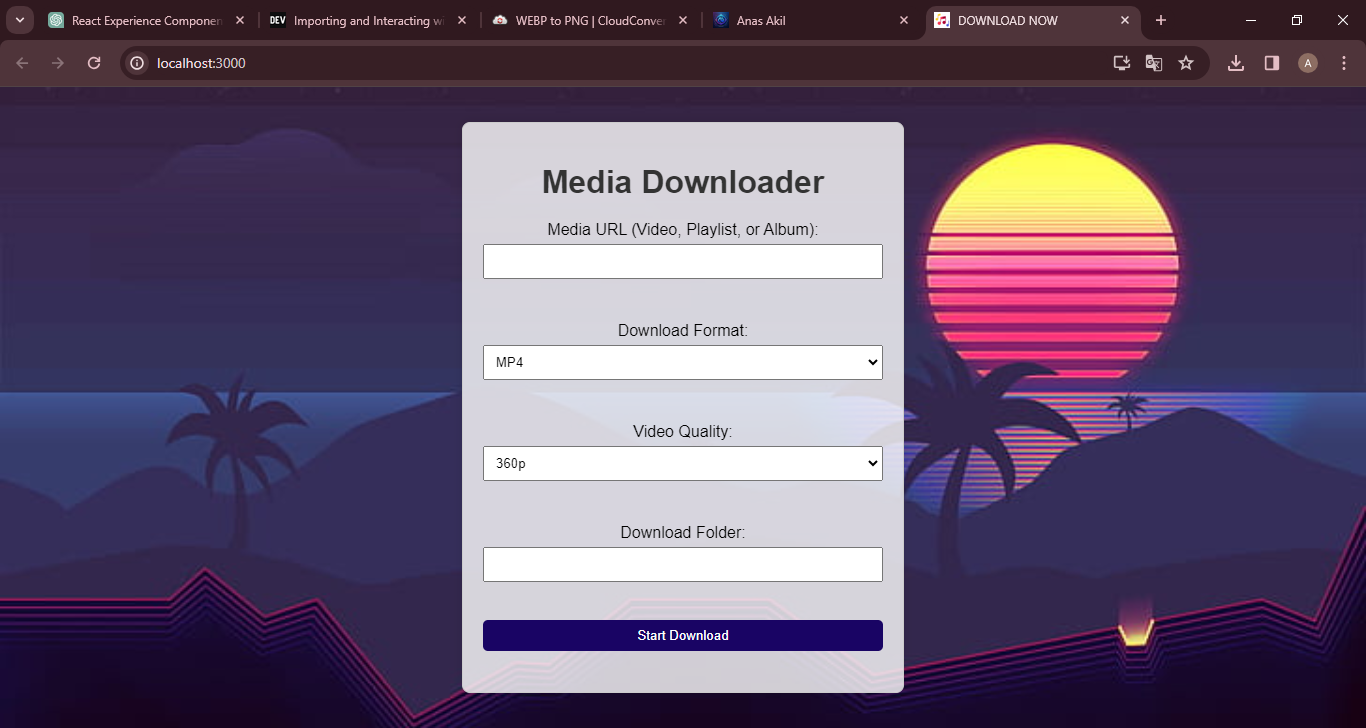 React Experience Componen
DEV Importing and Interacting wi
WEBP to PNG | CloudConver
Anas Akil
DOWNLOAD NOW
localhost:3000
A
Media Downloader
Media URL (Video, Playlist, or Album):
Download Format:
MP4
Video Quality:
360p
Download Folder:
Start Download